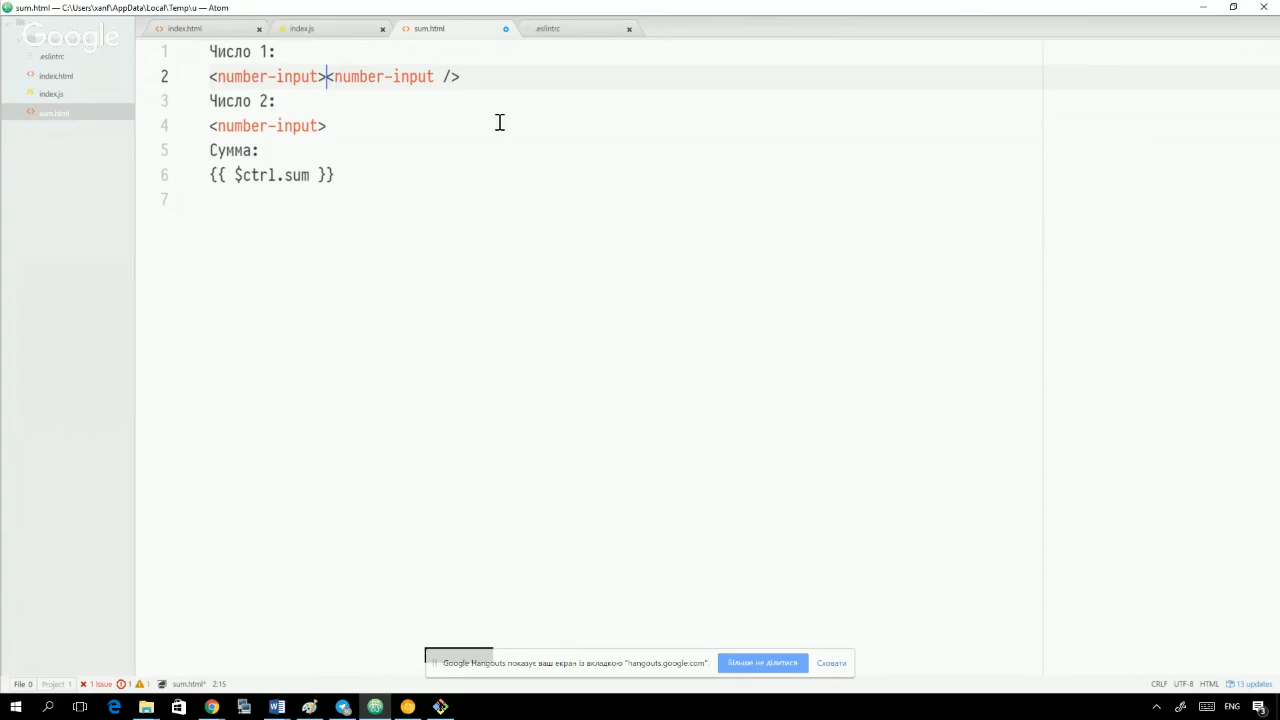 sum.html — C:\Users\xanf\AppData\Local\Temp\u — Atom
Google
index.html
index.js
sum.html
.eslintrc
.eslintrc
index.html
index.js
sum.html
1 Число 1:
2 <number-input><number-input />
3 Число 2:
4 <number-input>
5 Сумма:
6 {{ $ctrl.sum }}
7
Google Hangouts показує ваш екран із вкладкою "hangouts.google.com".
Більше не ділитися
Сховати
File 0 Project 1 1 Issue 1 1 sum.html* 2:15
CRLF UTF-8 HTML 13 updates
ENG